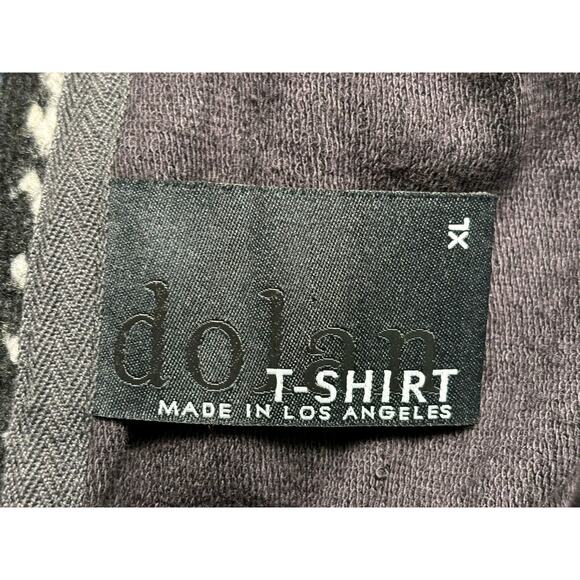 XL
dolan
T-SHIRT
MADE IN LOS ANGELES